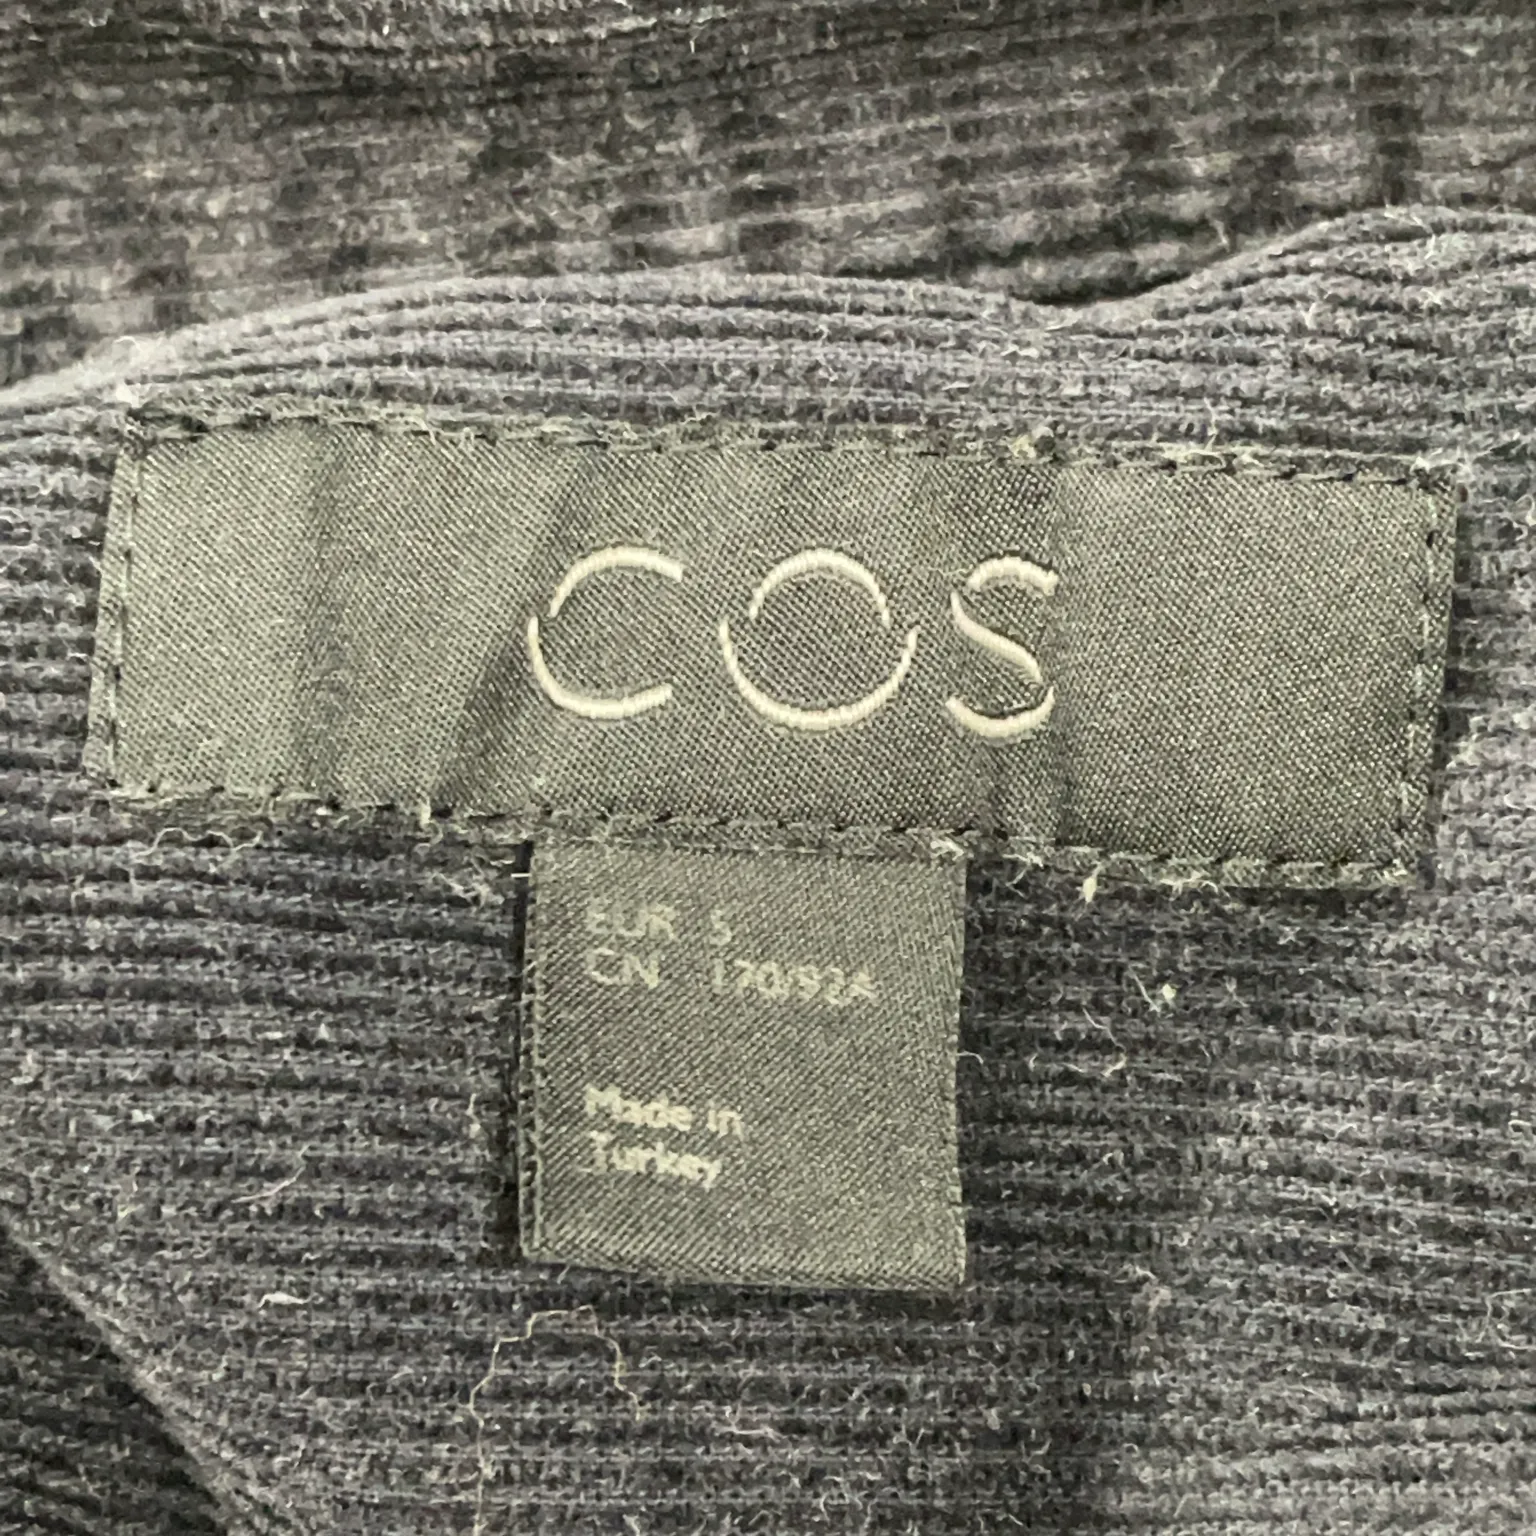 COS
EUR S
CN 170/92A
Made in
Turkey